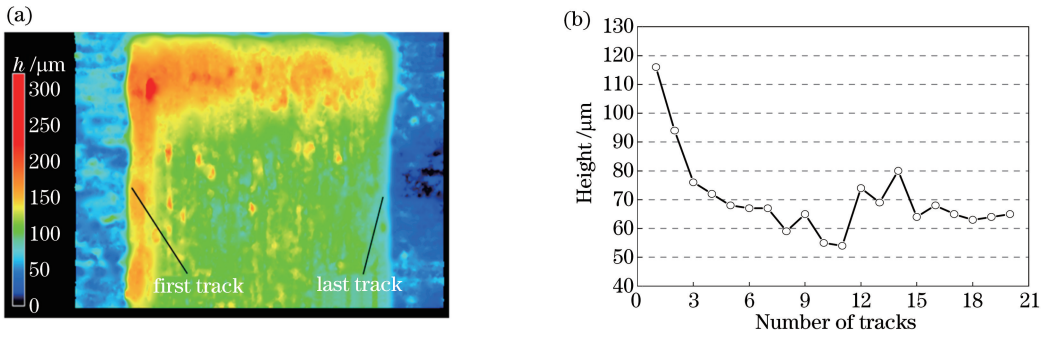 (a)
h /μm
300
250
200
150
100
50
0
first track
last track
(b)
Height /μm
130
120
110
100
90
80
70
60
50
40
0 3 6 9 12 15 18 21
Number of tracks